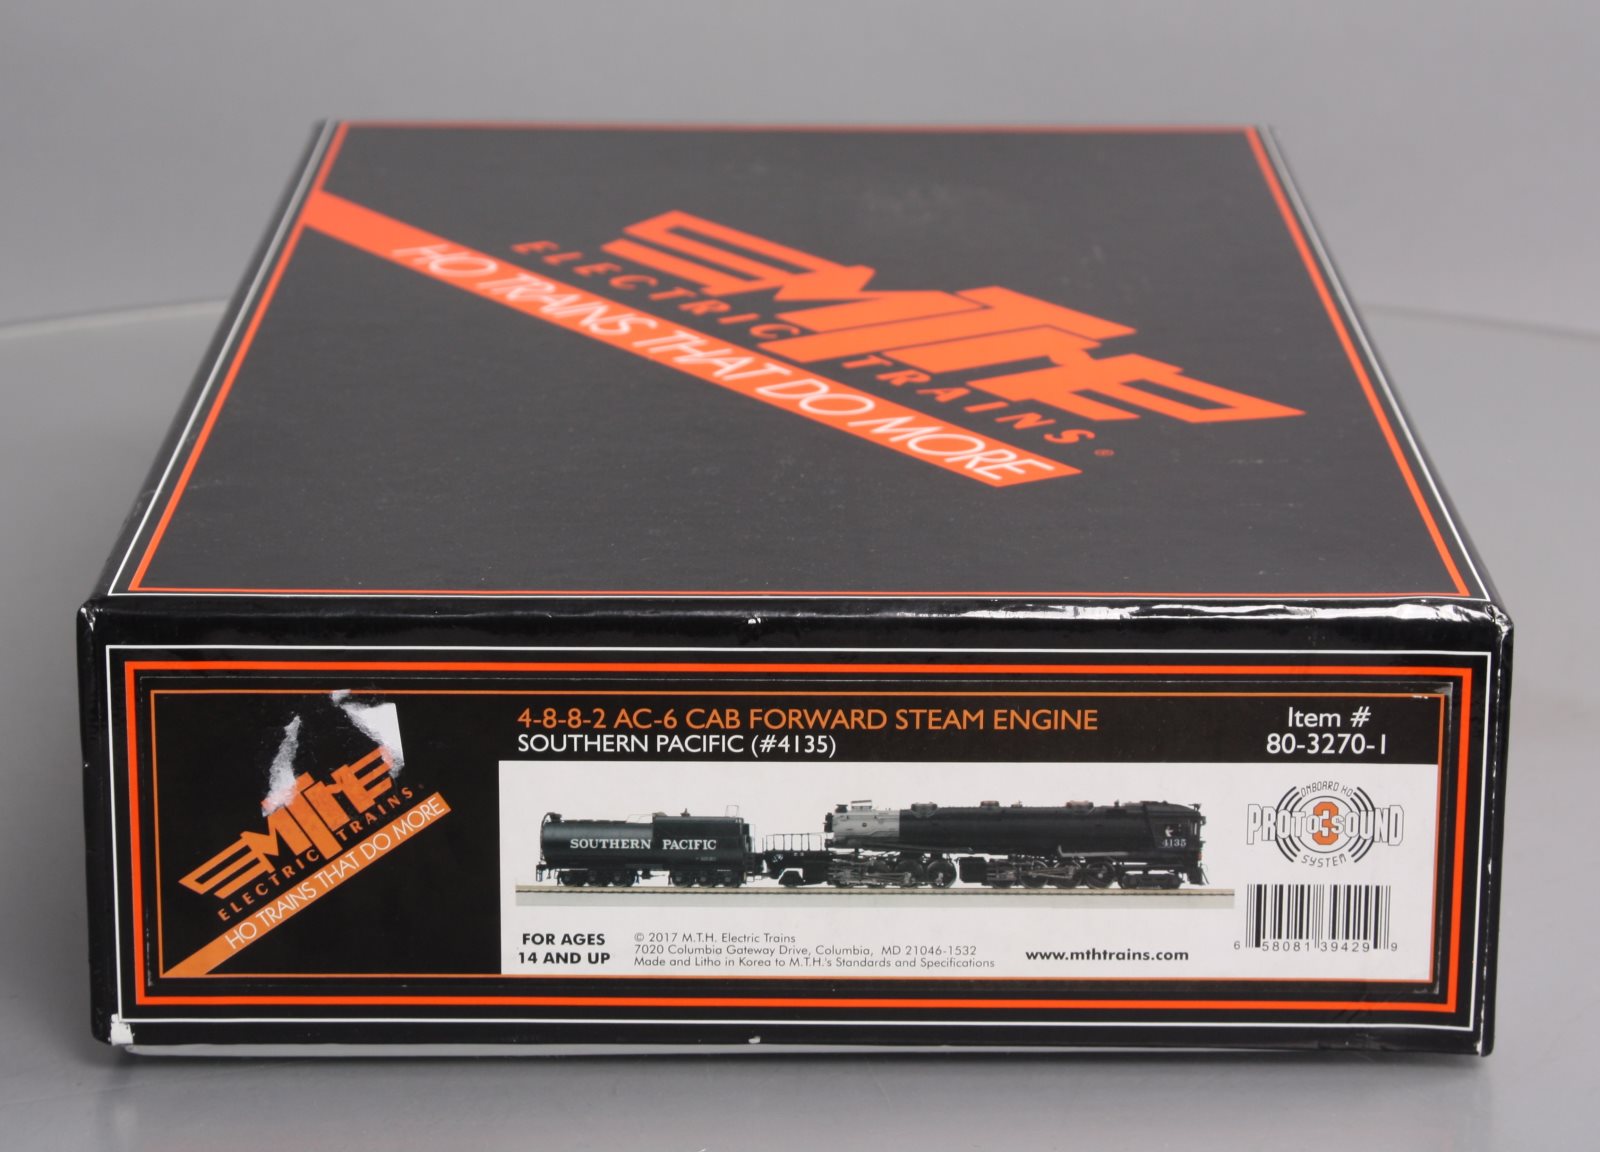 MTH
ELECTRIC TRAINS®
HO TRAINS THAT DO MORE
4-8-8-2 AC-6 CAB FORWARD STEAM ENGINE
SOUTHERN PACIFIC (#4135)
Item #
80-3270-1
MTH
ELECTRIC TRAINS®
HO TRAINS THAT DO MORE
SOUTHERN PACIFIC
4135
ONBOARD HO
PROTO 3 SOUND
SYSTEM
FOR AGES
14 AND UP
© 2017 M.T.H. Electric Trains
7020 Columbia Gateway Drive, Columbia, MD 21046-1532
Made and Litho in Korea to M.T.H.'s Standards and Specifications
www.mthtrains.com
6 58081 39429 9